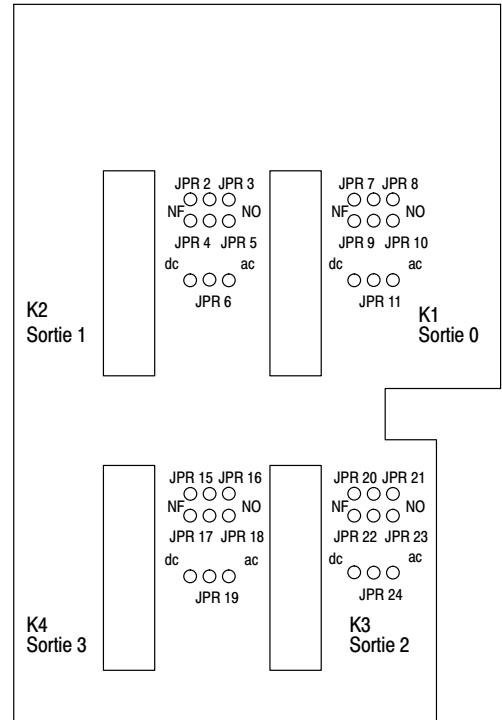 JPR 2 JPR 3
NF NO
JPR 4 JPR 5
dc ac
JPR 6
K2
Sortie 1
JPR 7 JPR 8
NF NO
JPR 9 JPR 10
dc ac
JPR 11
K1
Sortie 0
JPR 15 JPR 16
NF NO
JPR 17 JPR 18
dc ac
JPR 19
K4
Sortie 3
JPR 20 JPR 21
NF NO
JPR 22 JPR 23
dc ac
JPR 24
K3
Sortie 2